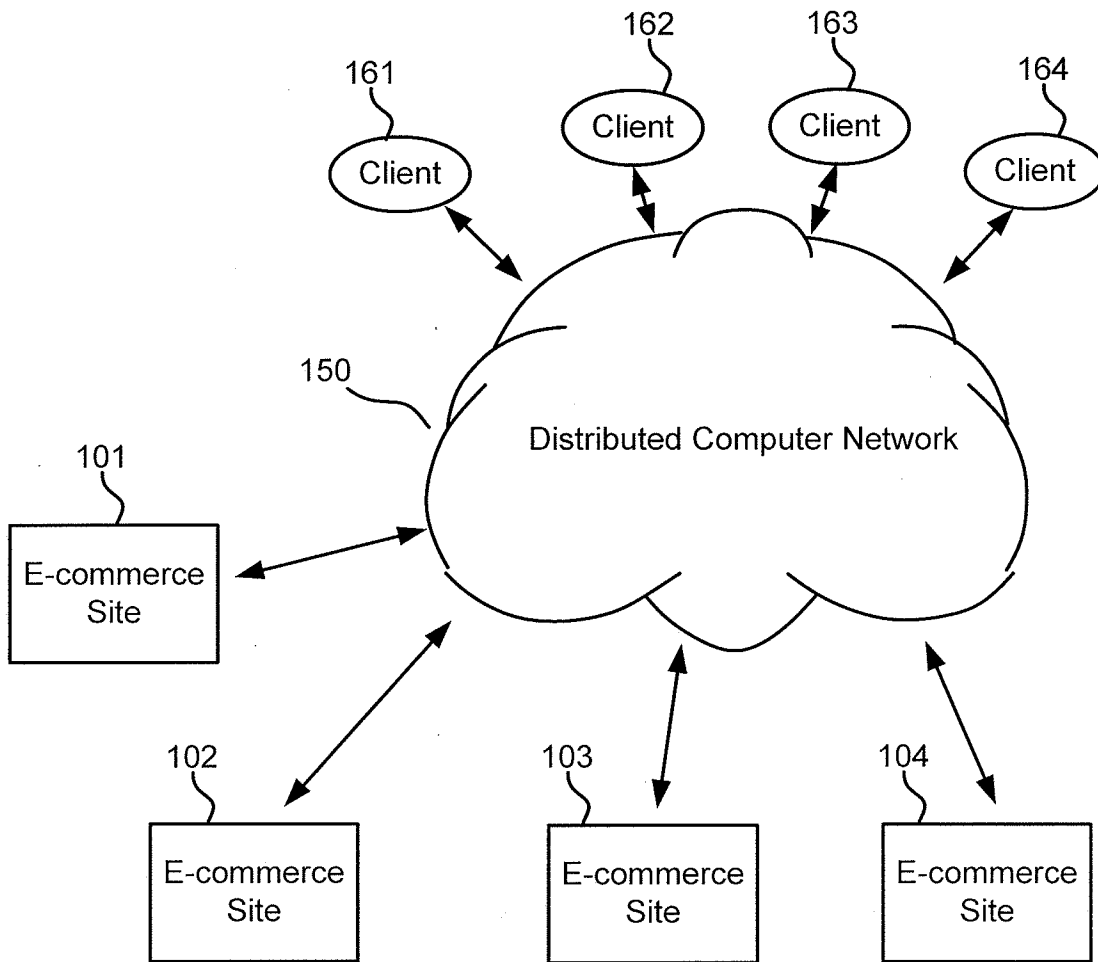 162
163
161
164
Client
Client
Client
Client
150
Distributed Computer Network
101
E-commerce
Site
102
103
104
E-commerce
Site
E-commerce
Site
E-commerce
Site